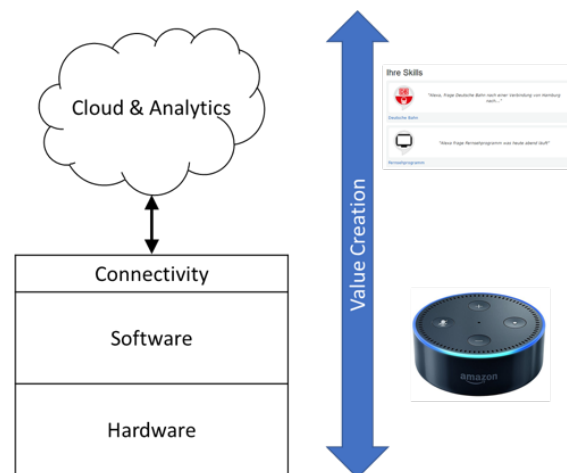 Cloud & Analytics
Connectivity
Software
Hardware
Value Creation
Ihre Skills
"Alexa, frage Deutsche Bahn nach einer Verbindung von Hamburg
nach..."
Deutsche Bahn
"Alexa frage Fernsehprogramm was heute abend läuft"
Fernsehprogramm
amazon